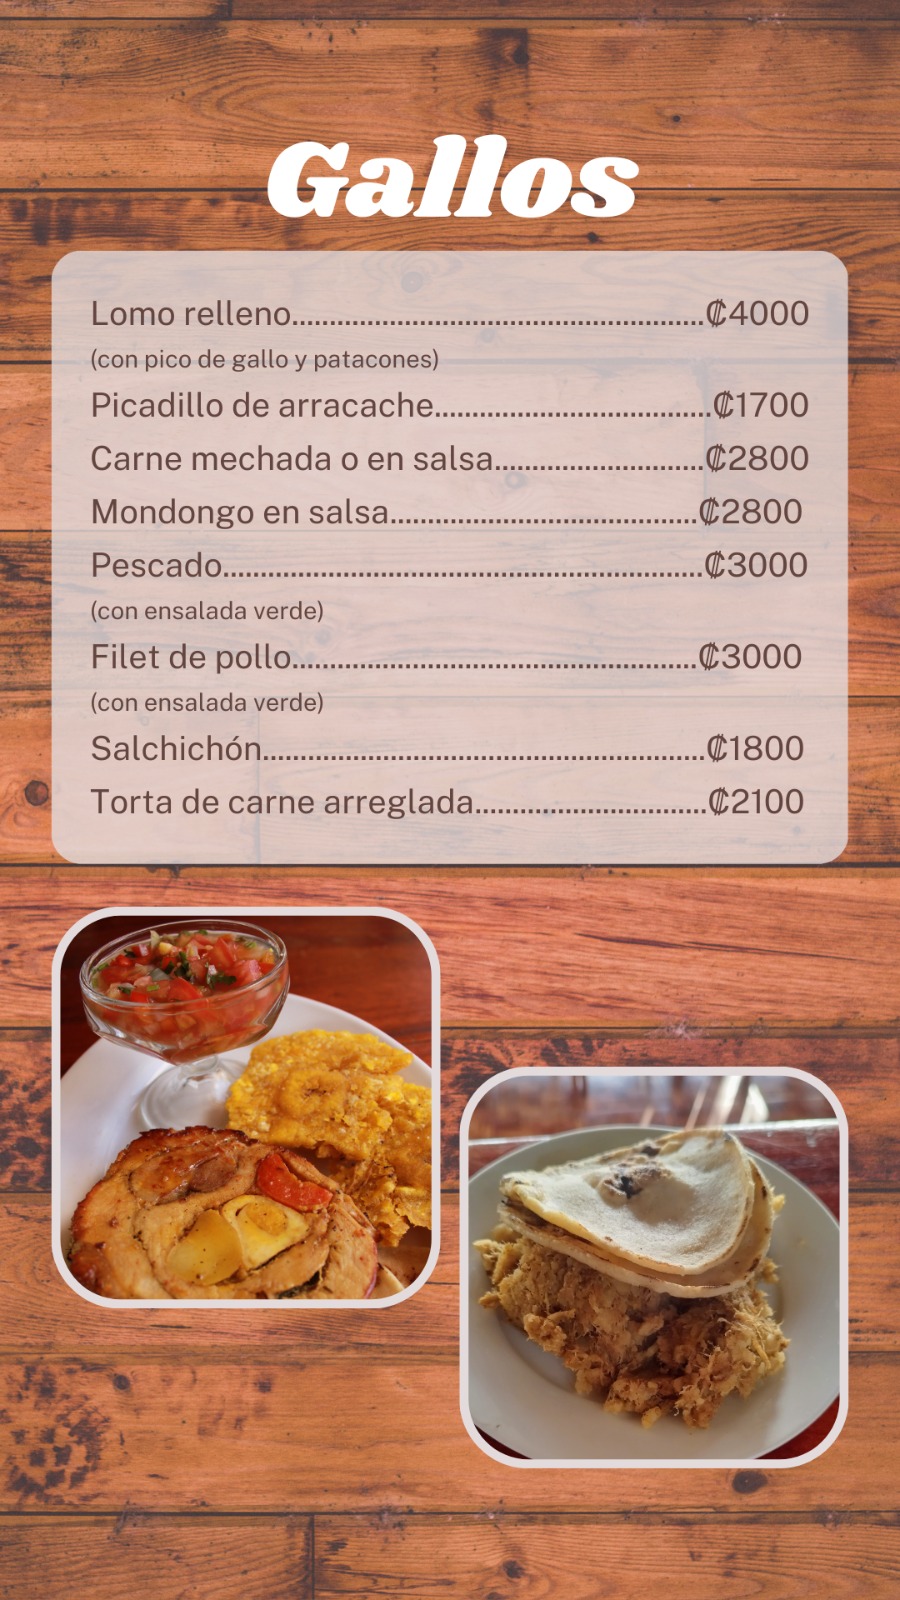 Gallos
Lomo relleno......................................................₡4000
(con pico de gallo y patacones)
Picadillo de arracache....................................₡1700
Carne mechada o en salsa...........................₡2800
Mondongo en salsa........................................₡2800
Pescado...............................................................₡3000
(con ensalada verde)
Filet de pollo.....................................................₡3000
(con ensalada verde)
Salchichón..........................................................₡1800
Torta de carne arreglada..............................₡2100